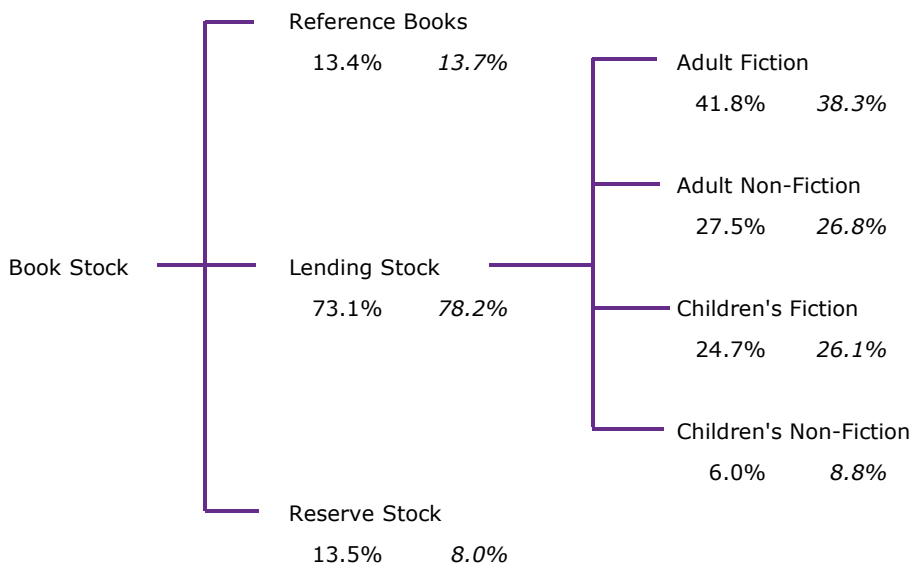 Reference Books
13.4% 13.7%
Adult Fiction
41.8% 38.3%
Adult Non-Fiction
27.5% 26.8%
Book Stock
Lending Stock
73.1% 78.2%
Children's Fiction
24.7% 26.1%
Children's Non-Fiction
6.0% 8.8%
Reserve Stock
13.5% 8.0%